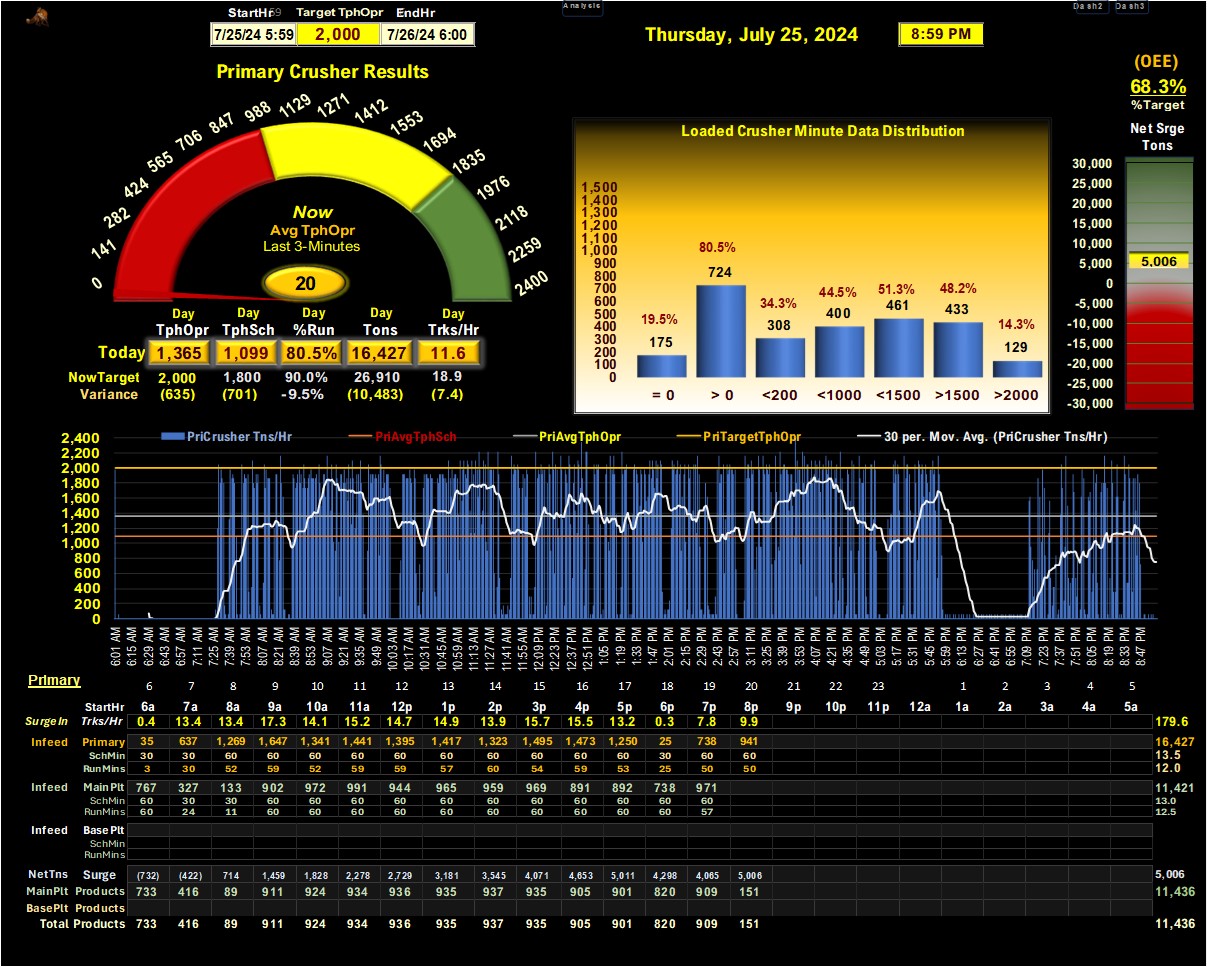 Analysis
Dash2 Dash3
StartHr Target TphOpr EndHr
7/25/24 5:59 2,000 7/26/24 6:00
Thursday, July 25, 2024 8:59 PM
Primary Crusher Results
0 141 282 424 565 706 847 988 1129 1271 1412 1553 1694 1835 1976 2118 2259 2400
Now
Avg TphOpr
Last 3-Minutes
20
Day Day Day Day Day
TphOpr TphSch %Run Tons Trks/Hr
Today 1,365 1,099 80.5% 16,427 11.6
NowTarget 2,000 1,800 90.0% 26,910 18.9
Variance (635) (701) -9.5% (10,483) (7.4)
Loaded Crusher Minute Data Distribution
1,500
1,400
1,300
1,200
1,100
1,000
900
800
700
600
500
400
300
200
100
0
19.5% 80.5% 34.3% 44.5% 51.3% 48.2% 14.3%
175 724 308 400 461 433 129
= 0 > 0 <200 <1000 <1500 >1500 >2000
(OEE)
68.3%
%Target
Net Srge
Tons
30,000
25,000
20,000
15,000
10,000
5,000
0
-5,000
-10,000
-15,000
-20,000
-25,000
-30,000
5,006
PriCrusher Tns/Hr PriAvgTphSch PriAvgTphOpr PriTargetTphOpr 30 per. Mov. Avg. (PriCrusher Tns/Hr)
2,400
2,200
2,000
1,800
1,600
1,400
1,200
1,000
800
600
400
200
0
6:01 AM 6:15 AM 6:29 AM 6:43 AM 6:57 AM 7:11 AM 7:25 AM 7:39 AM 7:53 AM 8:07 AM 8:21 AM 8:39 AM 8:53 AM 9:07 AM 9:21 AM 9:35 AM 9:49 AM 10:03 AM 10:17 AM 10:31 AM 10:45 AM 10:59 AM 11:13 AM 11:27 AM 11:41 AM 11:55 AM 12:09 PM 12:23 PM 12:37 PM 12:51 PM 1:05 PM 1:19 PM 1:33 PM 1:47 PM 2:01 PM 2:15 PM 2:29 PM 2:43 PM 2:57 PM 3:11 PM 3:25 PM 3:39 PM 3:53 PM 4:07 PM 4:21 PM 4:35 PM 4:49 PM 5:03 PM 5:17 PM 5:31 PM 5:45 PM 5:59 PM 6:13 PM 6:27 PM 6:41 PM 6:55 PM 7:09 PM 7:23 PM 7:37 PM 7:51 PM 8:05 PM 8:19 PM 8:33 PM 8:47 PM
Primary
6 7 8 9 10 11 12 13 14 15 16 17 18 19 20 21 22 23 1 2 3 4 5
StartHr 6a 7a 8a 9a 10a 11a 12p 1p 2p 3p 4p 5p 6p 7p 8p 9p 10p 11p 12a 1a 2a 3a 4a 5a
SurgeIn Trks/Hr 0.4 13.4 13.4 17.3 14.1 15.2 14.7 14.9 13.9 15.7 15.5 13.2 0.3 7.8 9.9 179.6
Infeed Primary 35 637 1,269 1,647 1,341 1,441 1,395 1,417 1,323 1,495 1,473 1,250 25 738 941 16,427
SchMin 30 30 60 60 60 60 60 60 60 60 60 60 30 60 60 13.5
RunMins 3 30 52 59 52 59 59 57 60 54 59 53 25 50 50 12.0
Infeed MainPlt 767 327 133 902 972 991 944 965 959 969 891 892 738 971 11,421
SchMin 60 30 30 60 60 60 60 60 60 60 60 60 60 60 13.0
RunMins 60 24 11 60 60 60 60 60 60 60 60 60 60 57 12.5
Infeed Base Plt
SchMin
RunMins
NetTns Surge (732) (422) 714 1,459 1,828 2,278 2,729 3,181 3,545 4,071 4,653 5,011 4,298 4,065 5,006 5,006
MainPlt Products 733 416 89 911 924 934 936 935 937 935 905 901 820 909 151 11,436
BasePlt Products
Total Products 733 416 89 911 924 934 936 935 937 935 905 901 820 909 151 11,436